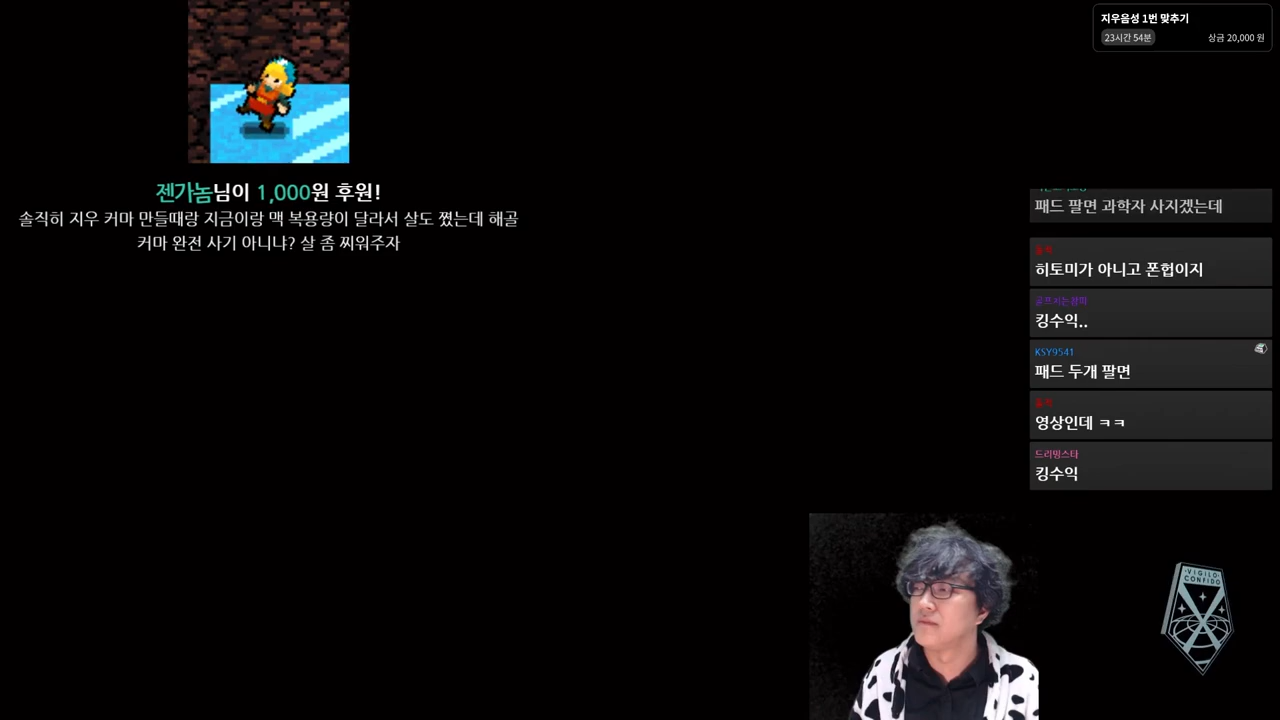 지우음성 1번 맞추기
23시간 54분
상금 20,000 원
젠가놈님이 1,000원 후원!
솔직히 지우 커마 만들때랑 지금이랑 맥 복용량이 달라서 살도 쪘는데 해골
커마 완전 사기 아니냐? 살 좀 찌워주자
패드 팔면 과학자 사지겠는데
히토미가 아니고 폰헙이지
골프치는참피
킹수익..
KSY9541
패드 두개 팔면
영상인데 ㅋㅋ
드리밍스타
킹수익
VIGILO
CONFIDO